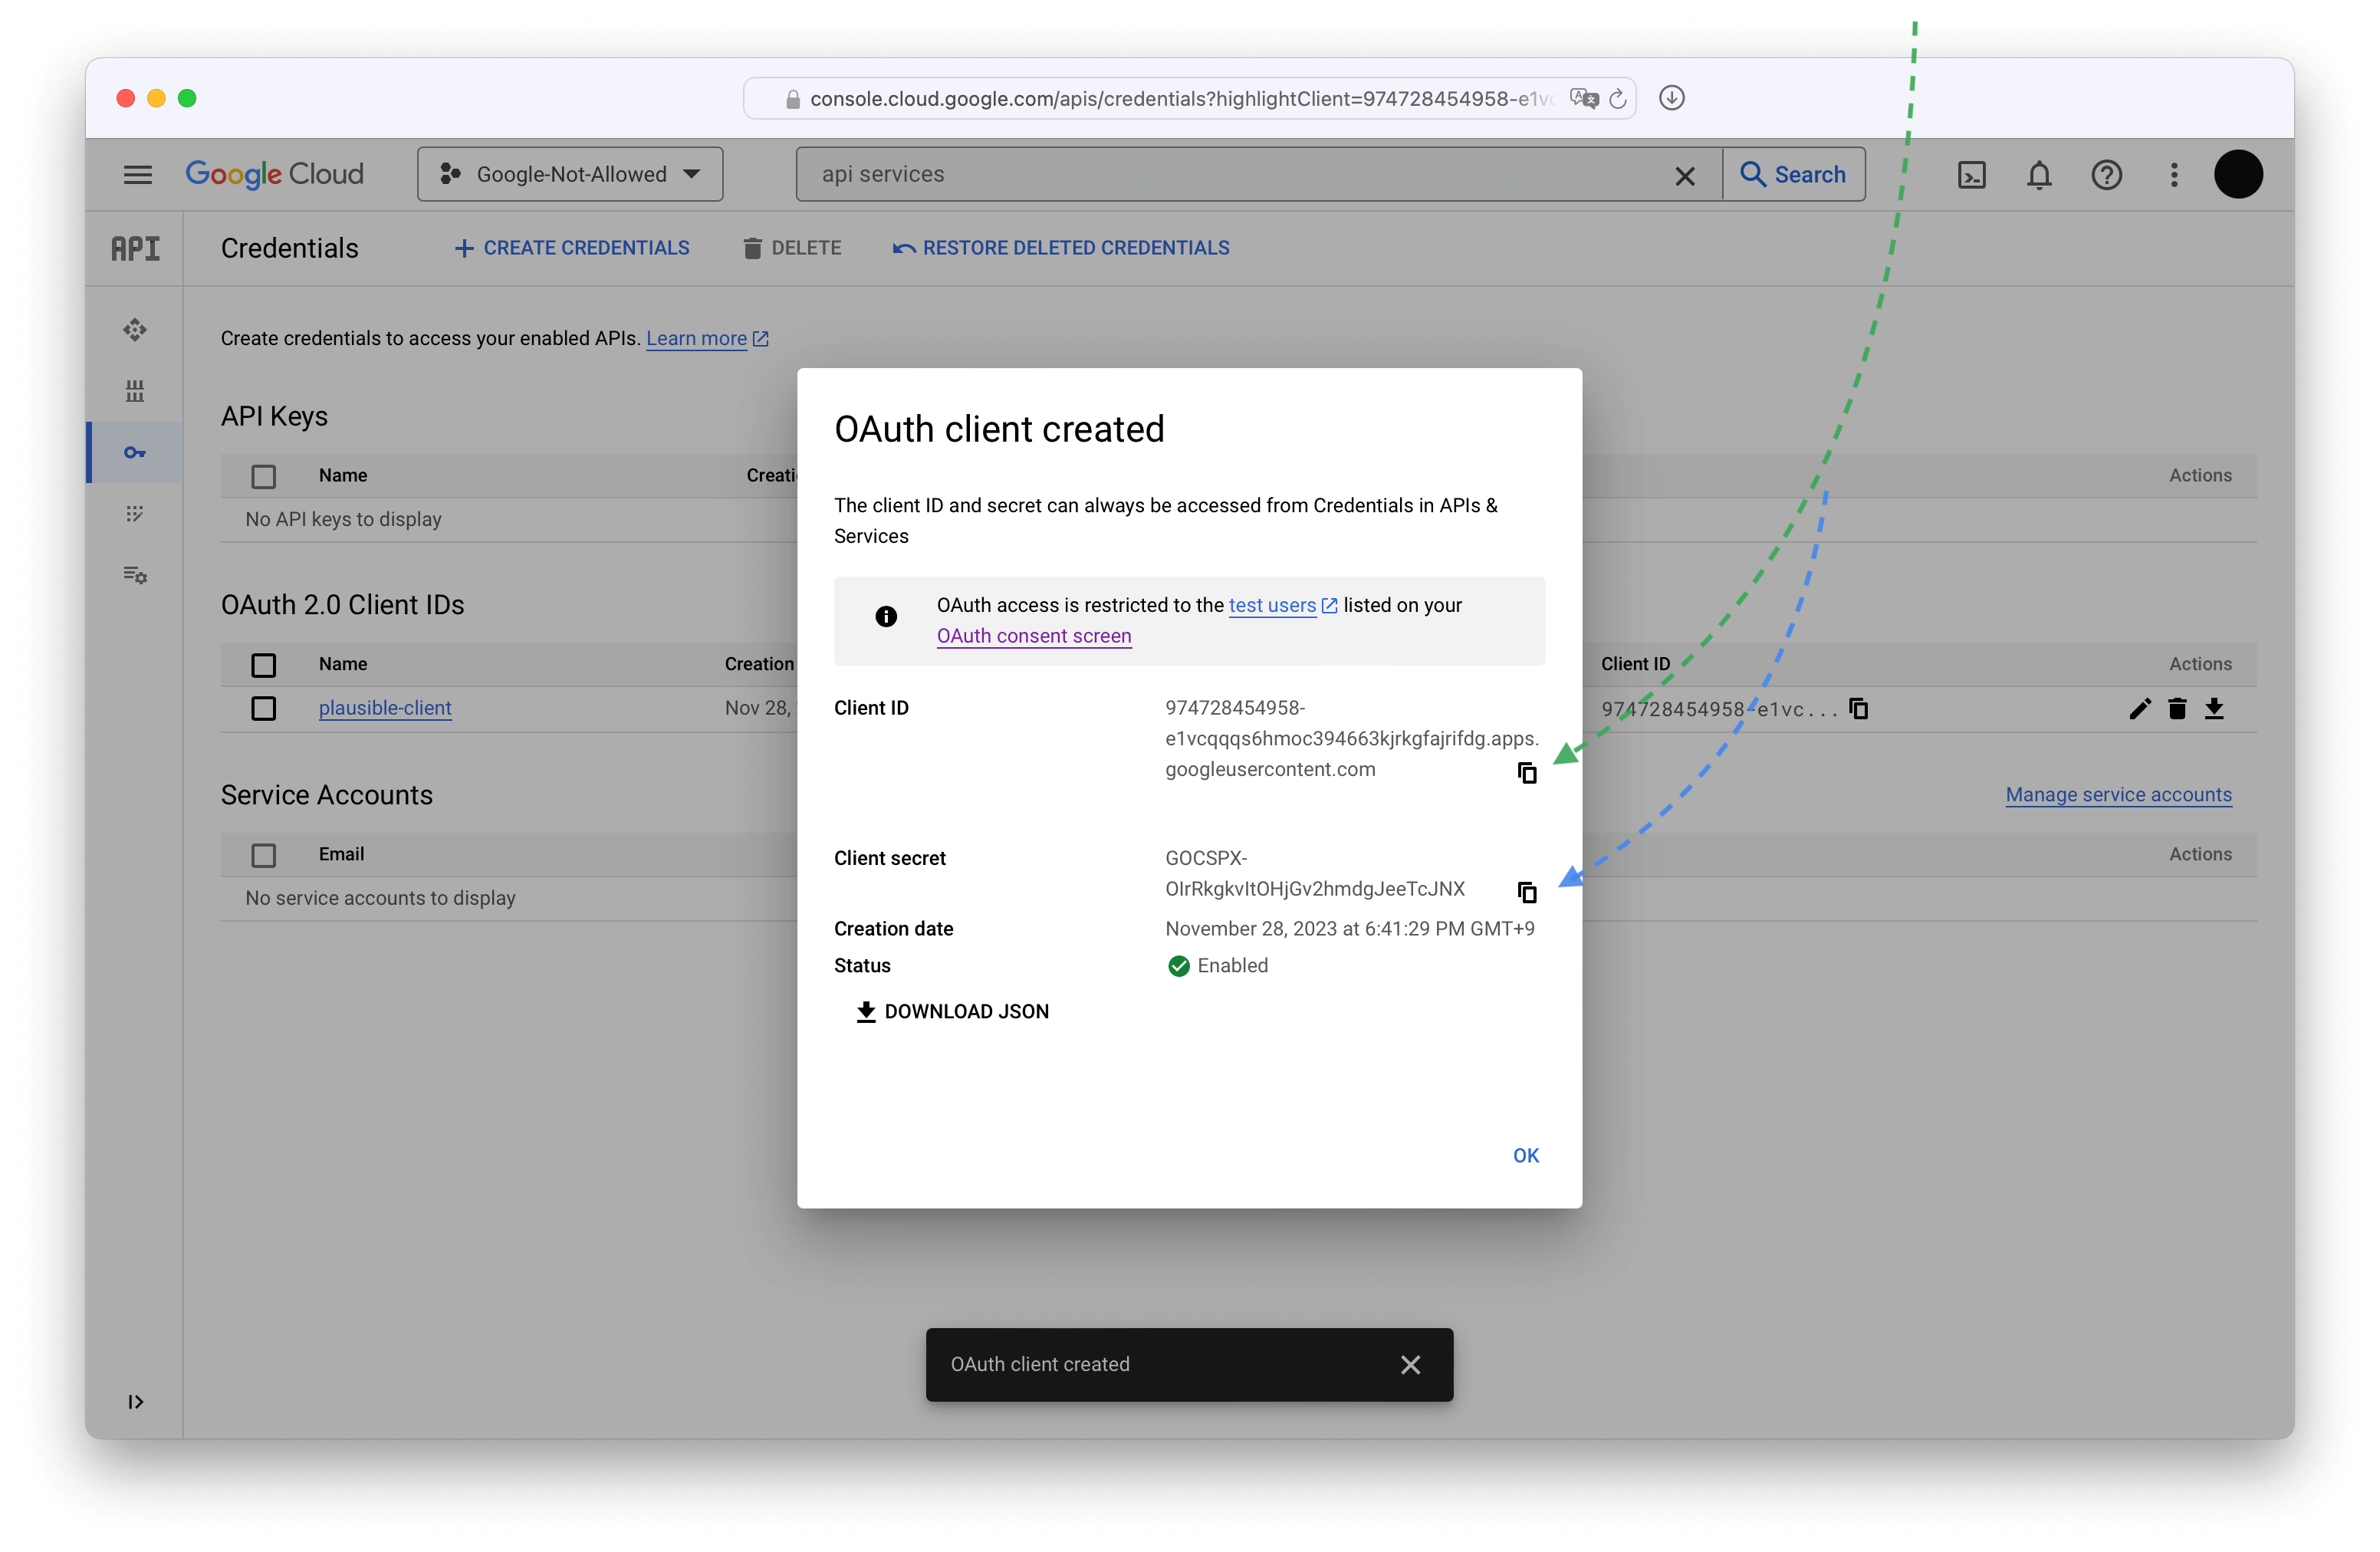 console.cloud.google.com/apis/credentials?highlightClient=974728454958-e1vc
Google Cloud
Google-Not-Allowed
api services
Search
API
Credentials
CREATE CREDENTIALS
DELETE
RESTORE DELETED CREDENTIALS
Create credentials to access your enabled APIs. Learn more
API Keys
Name
Creati
Actions
No API keys to display
OAuth 2.0 Client IDs
Name
Creation
Client ID
Actions
plausible-client
Nov 28,
974728454958-e1vc...
Service Accounts
Manage service accounts
Email
Actions
No service accounts to display
OAuth client created
The client ID and secret can always be accessed from Credentials in APIs &
Services
OAuth access is restricted to the test users listed on your
OAuth consent screen
Client ID
974728454958-
e1vcqqqs6hmoc394663kjrkgfajrifdg.apps.
googleusercontent.com
Client secret
GOCSPX-
OIrRkgkvItOHjGv2hmdgJeeTcJNX
Creation date
November 28, 2023 at 6:41:29 PM GMT+9
Status
Enabled
DOWNLOAD JSON
OK
OAuth client created